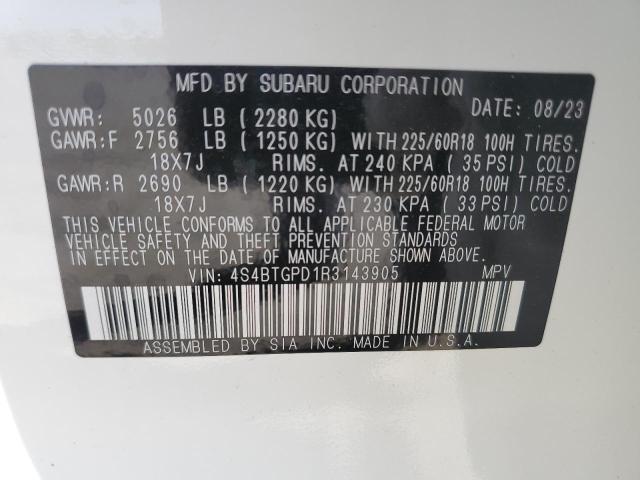 MFD BY SUBARU CORPORATION
GVWR: 5026 LB ( 2280 KG) DATE: 08/23
GAWR:F 2756 LB ( 1250 KG) WITH 225/60R18 100H TIRES.
18X7J RIMS. AT 240 KPA ( 35 PSI) COLD
GAWR:R 2690 LB ( 1220 KG) WITH 225/60R18 100H TIRES.
18X7J RIMS. AT 230 KPA ( 33 PSI) COLD
THIS VEHICLE CONFORMS TO ALL APPLICABLE FEDERAL MOTOR
VEHICLE SAFETY AND THEFT PREVENTION STANDARDS
IN EFFECT ON THE DATE OF MANUFACTURE SHOWN ABOVE.
VIN: 4S4BTGPD1R3143905 MPV
ASSEMBLED BY SIA INC. MADE IN U.S.A.